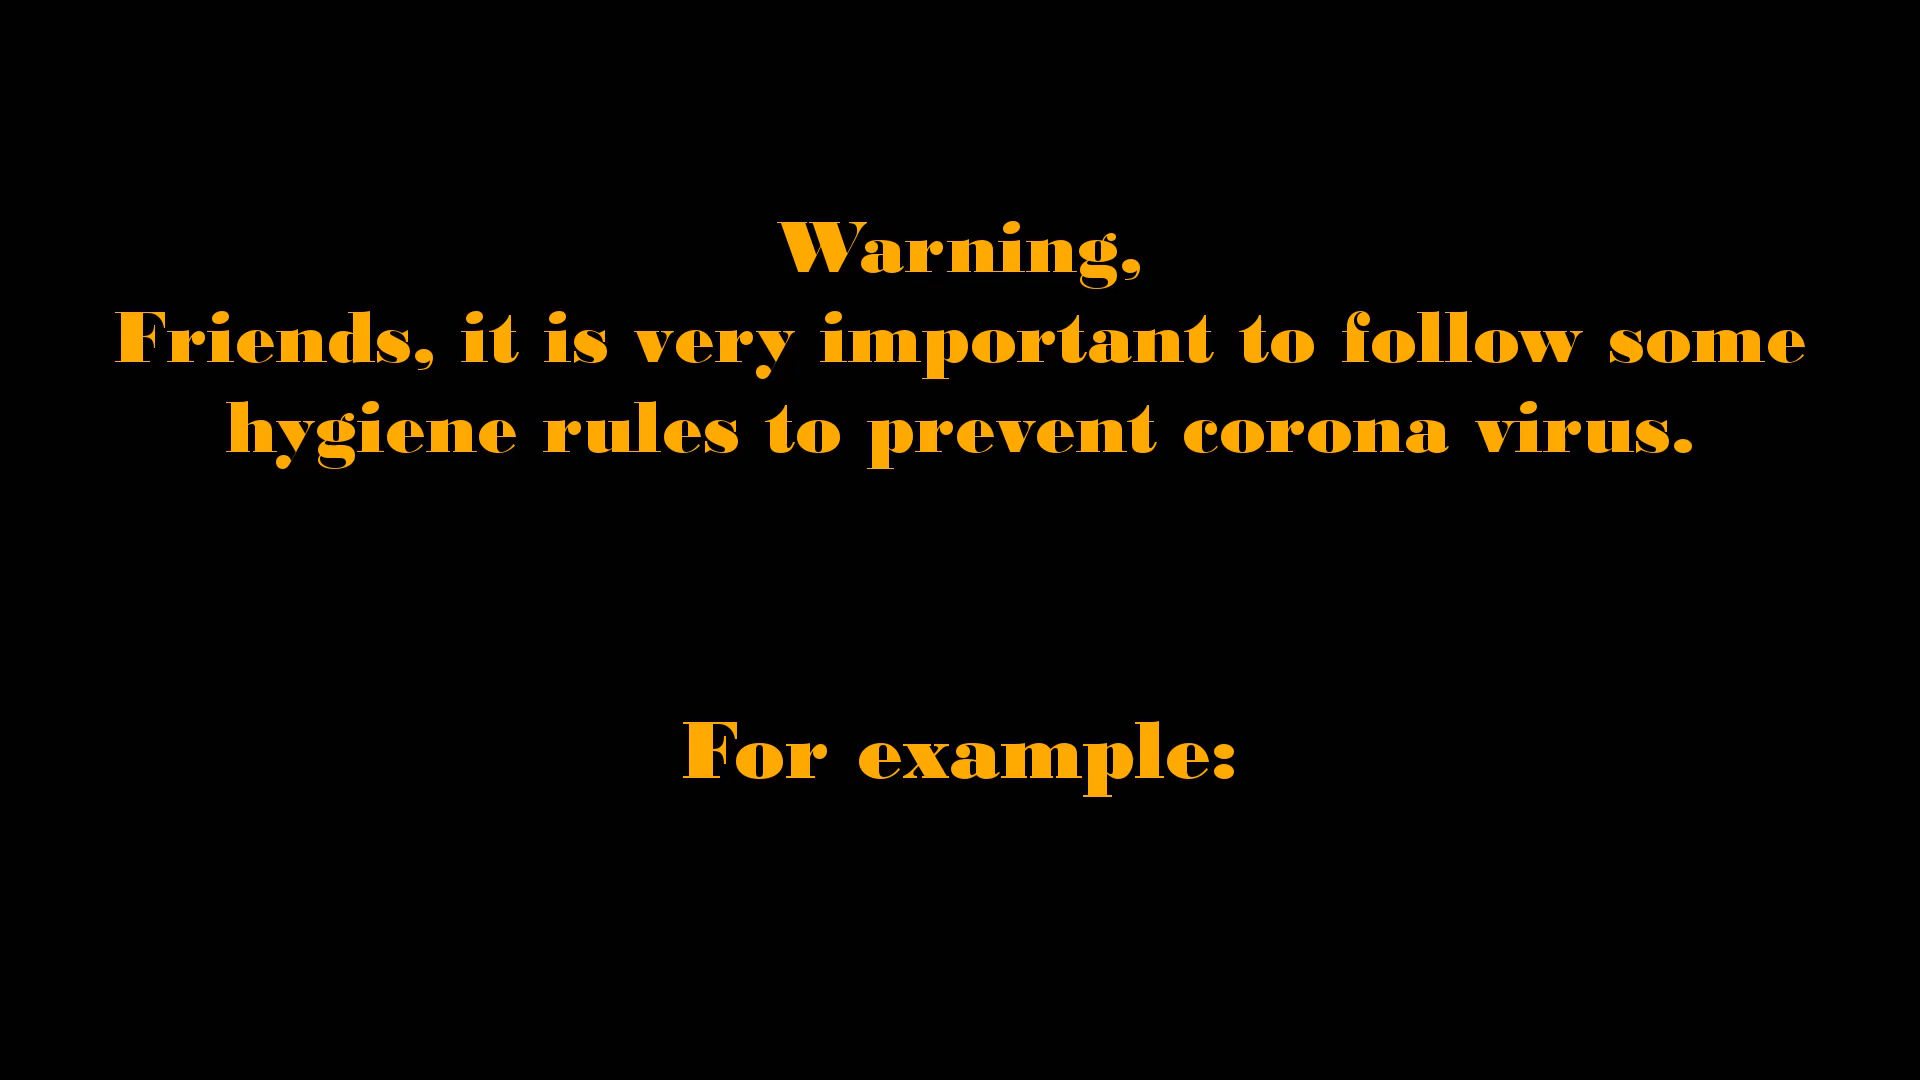 Warning,
Friends, it is very important to follow some
hygiene rules to prevent corona virus.
For example: